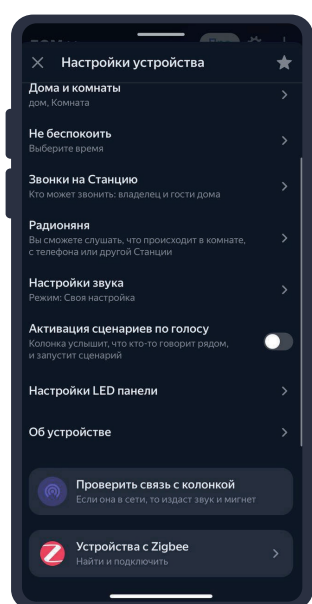 Настройки устройства
Дома и комнаты
дом, Комната
Не беспокоить
Выберите время
Звонки на Станцию
Кто может звонить: владелец и гости дома
Радионяня
Вы сможете слушать, что происходит в комнате,
с телефона или другой Станции
Настройки звука
Режим: Своя настройка
Активация сценариев по голосу
Колонка услышит, что кто-то говорит рядом,
и запустит сценарий
Настройки LED панели
Об устройстве
Проверить связь с колонкой
Если она в сети, то издаст звук и мигнет
Устройства с Zigbee
Найти и подключить